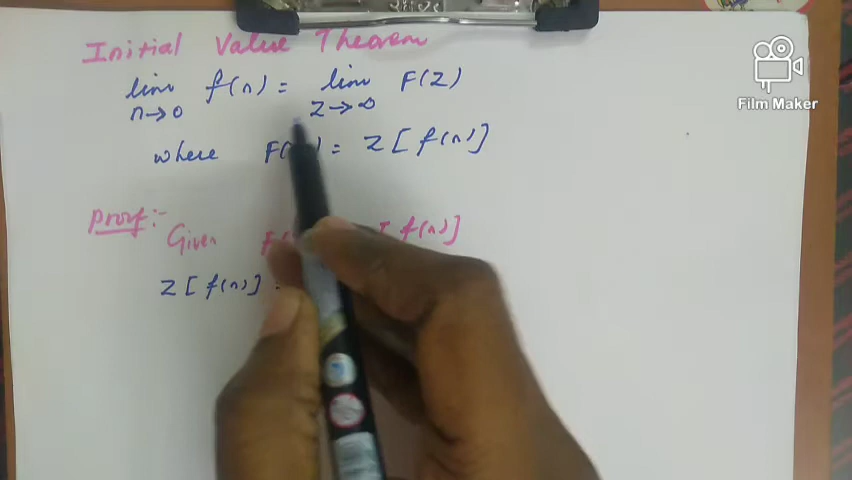 Initial Value Theorem
lim f(n) = lim F(Z)
n→0 z→∞
where F( ) = Z[f(n)]
Proof:-
Given F( f(n)]
Z[f(n)] =
Film Maker